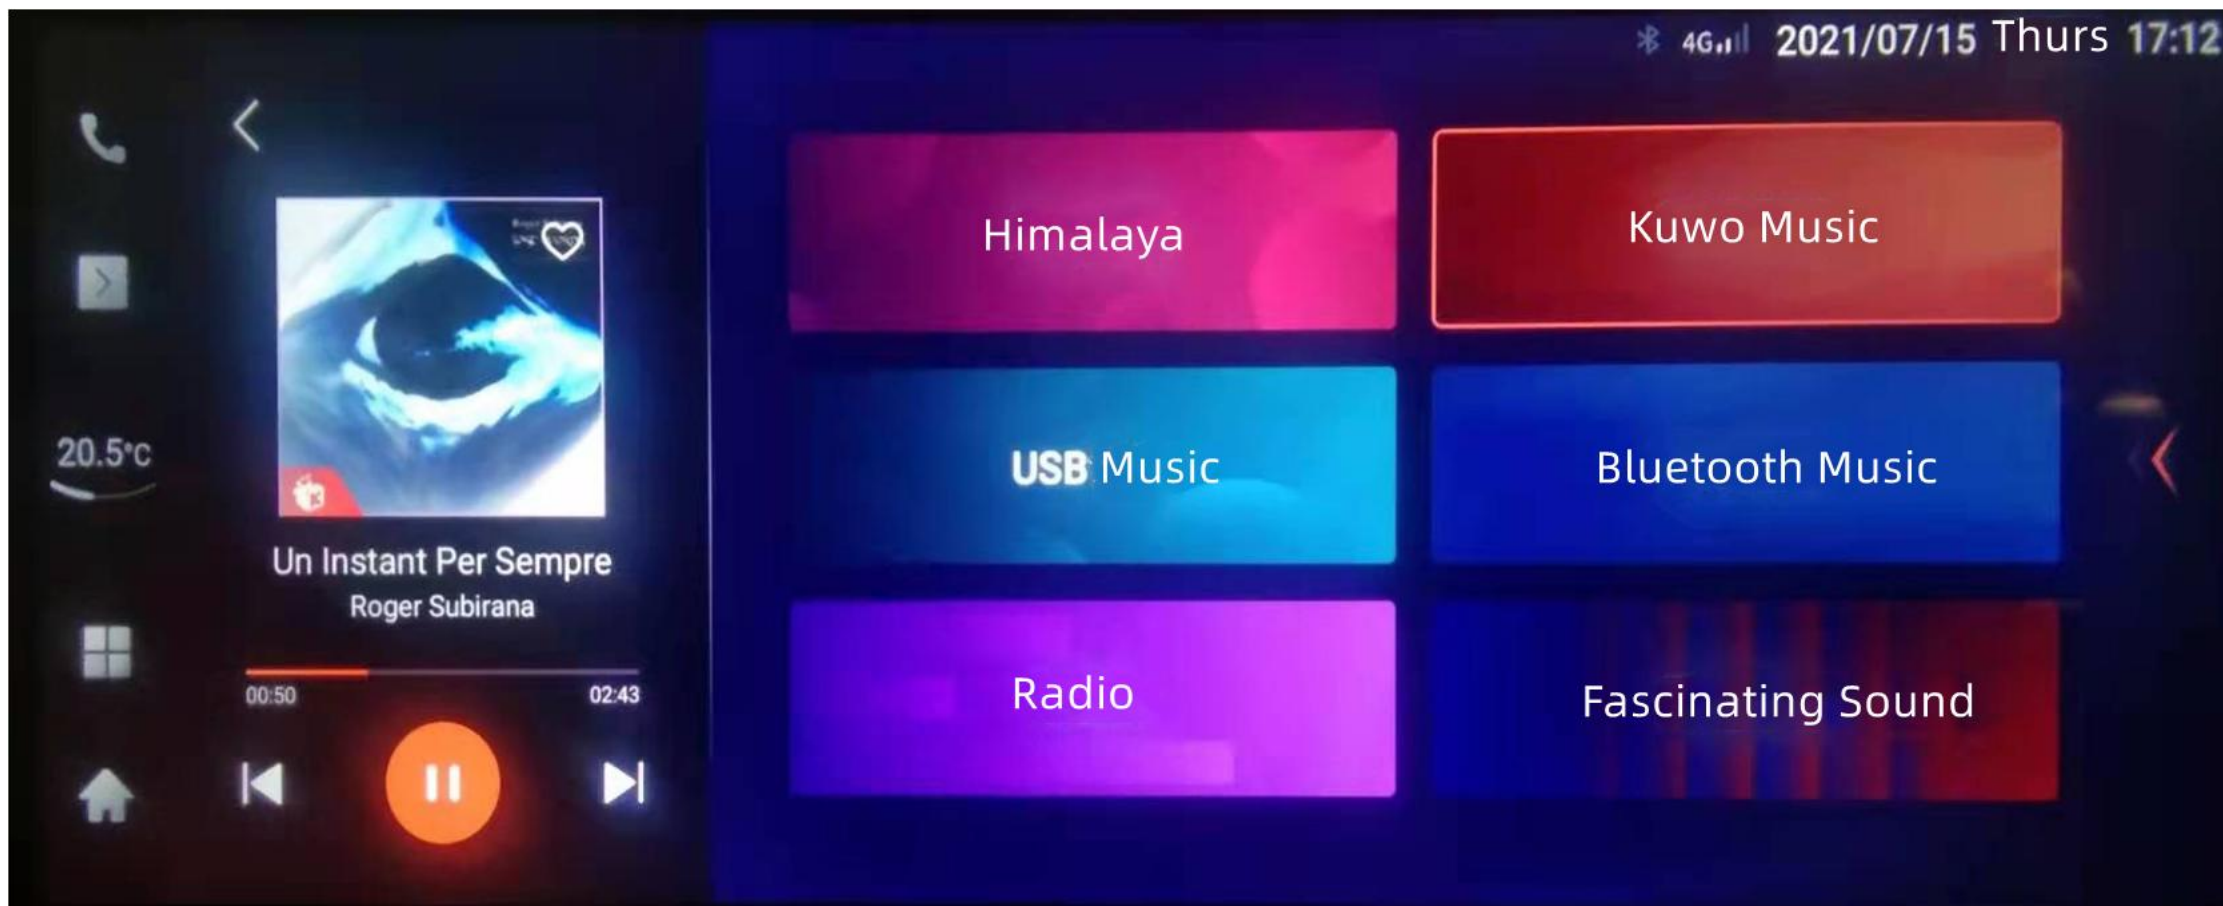 4G 2021/07/15 Thurs 17:12
20.5°C
Un Instant Per Sempre
Roger Subirana
00:50 02:43
Himalaya
Kuwo Music
USB Music
Bluetooth Music
Radio
Fascinating Sound